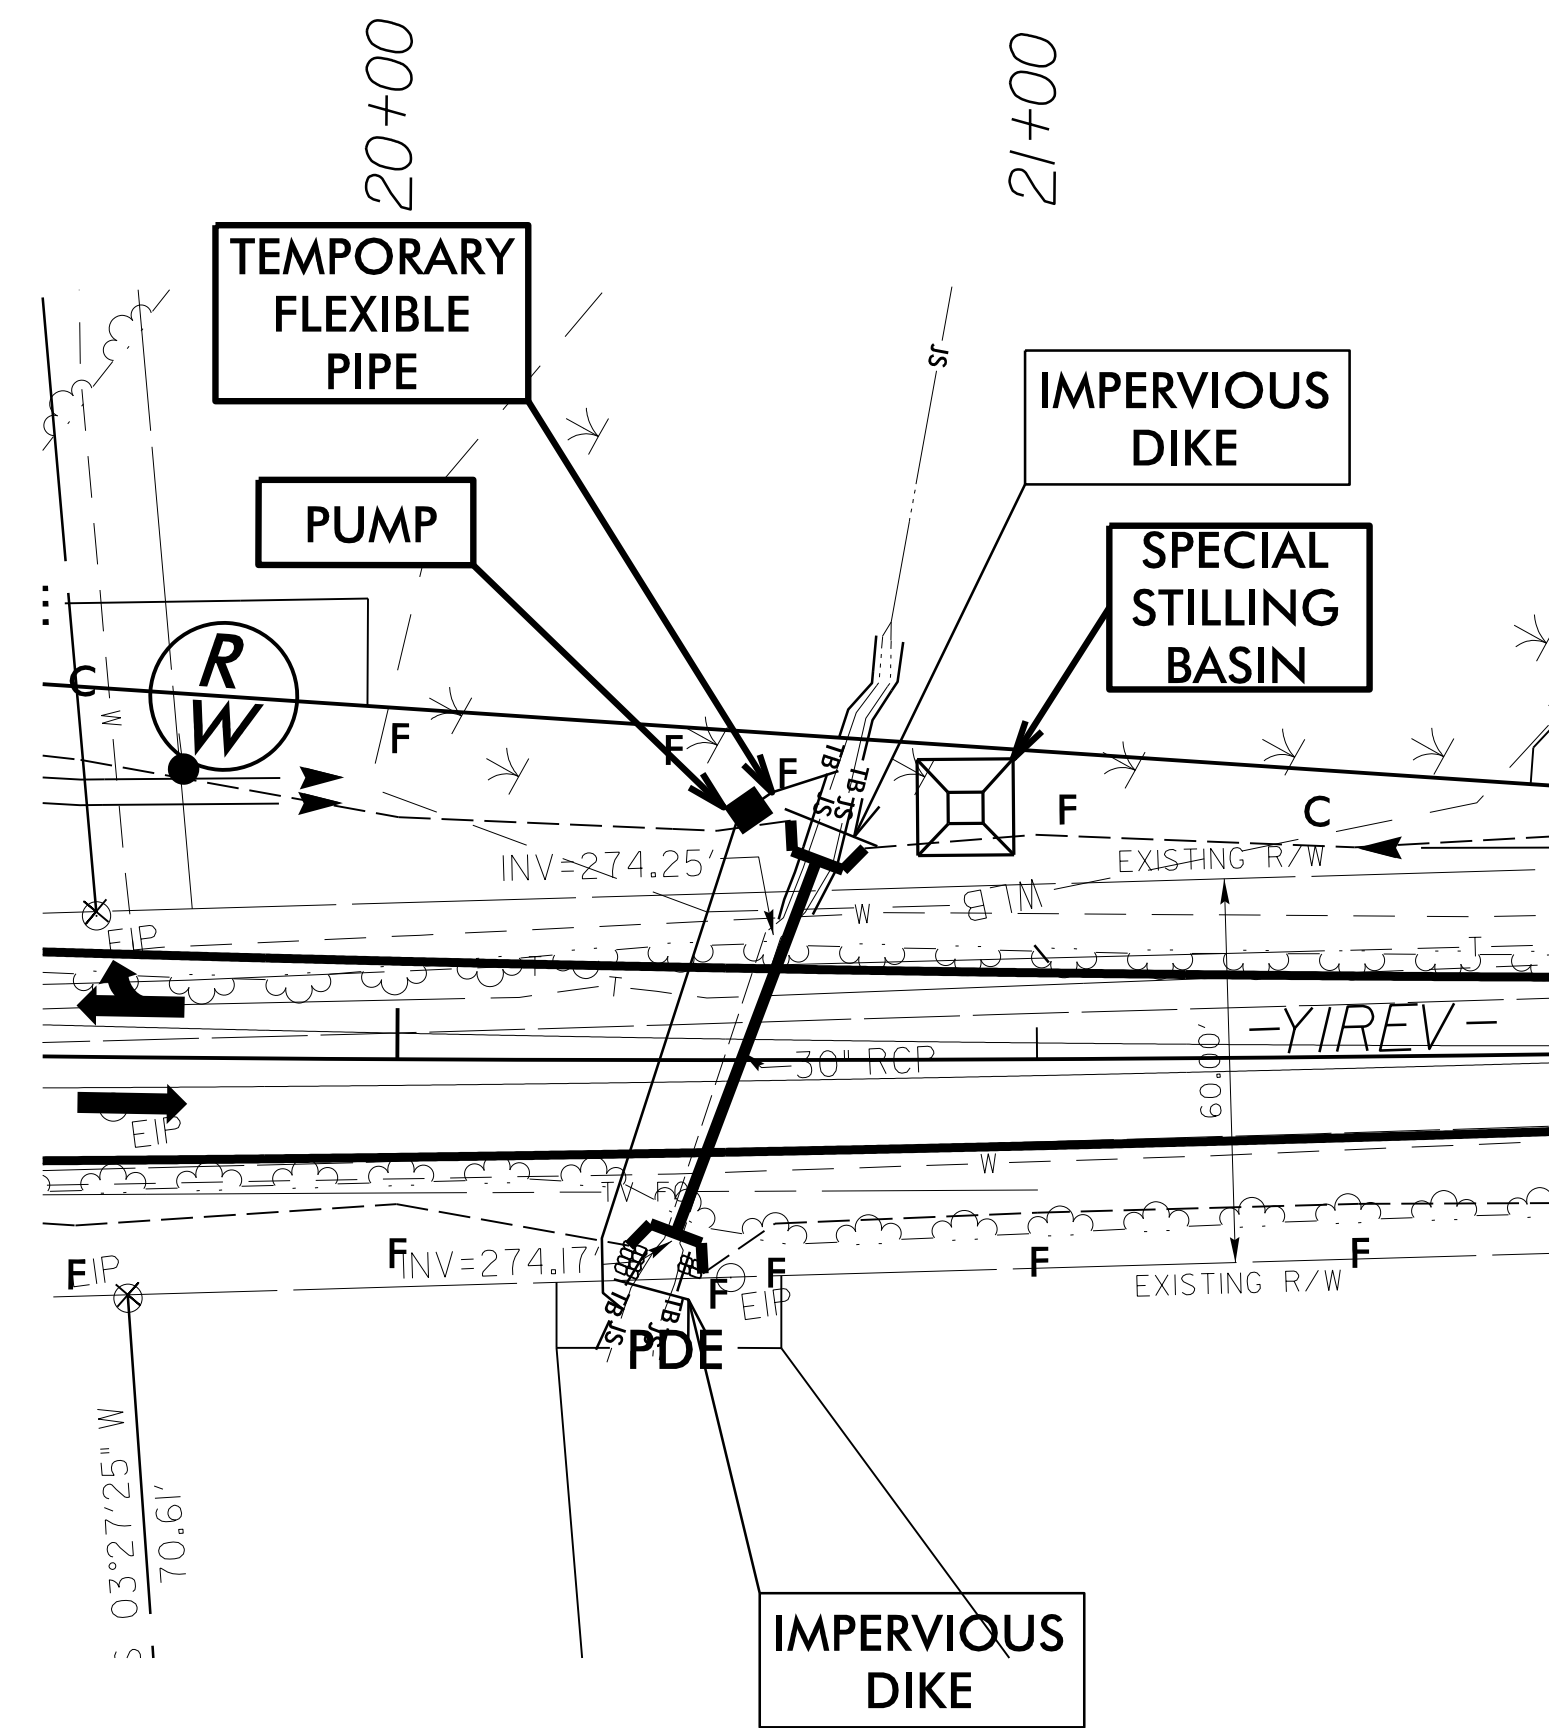 20+00
21+00
TEMPORARY
FLEXIBLE
PIPE
JS
IMPERVIOUS
DIKE
PUMP
SPECIAL
STILLING
BASIN
R
W
C
W
F
F
F
TB
TB
JS
JS
F
C
INV=274.25'
EXISTING R/W
W
W L B
EIP
T
T
T
-Y1REV-
30" RCP
60.00'
EIP
W
EIP
F
F
INV=274.17'
F
EIP
F
F
F
EXISTING R/W
TB
TB
JS
PDE
S 03°27'25" W
70.61'
IMPERVIOUS
DIKE